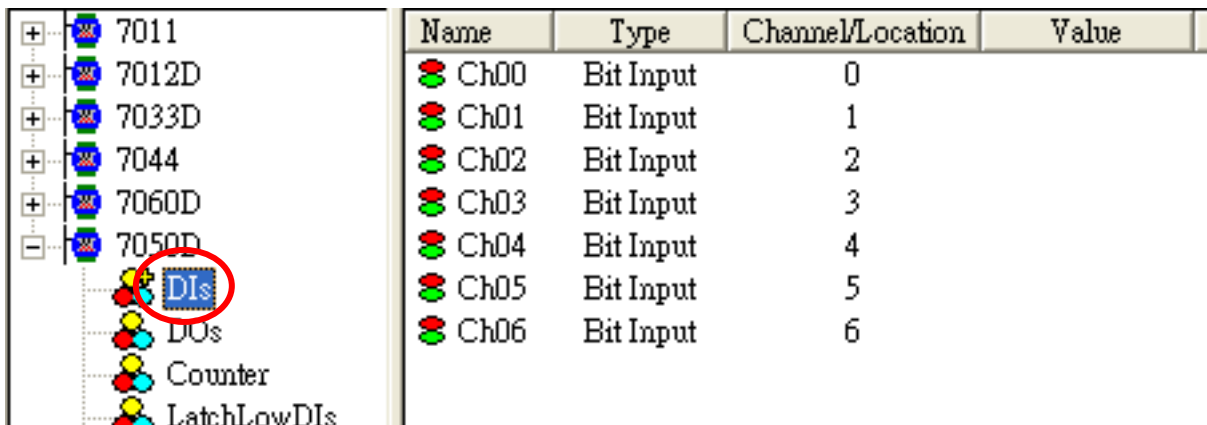 7011
7012D
7033D
7044
7060D
7050D
DIs
DOs
Counter
LatchLowDIs
Name Type Channel/Location Value
Ch00 Bit Input 0
Ch01 Bit Input 1
Ch02 Bit Input 2
Ch03 Bit Input 3
Ch04 Bit Input 4
Ch05 Bit Input 5
Ch06 Bit Input 6